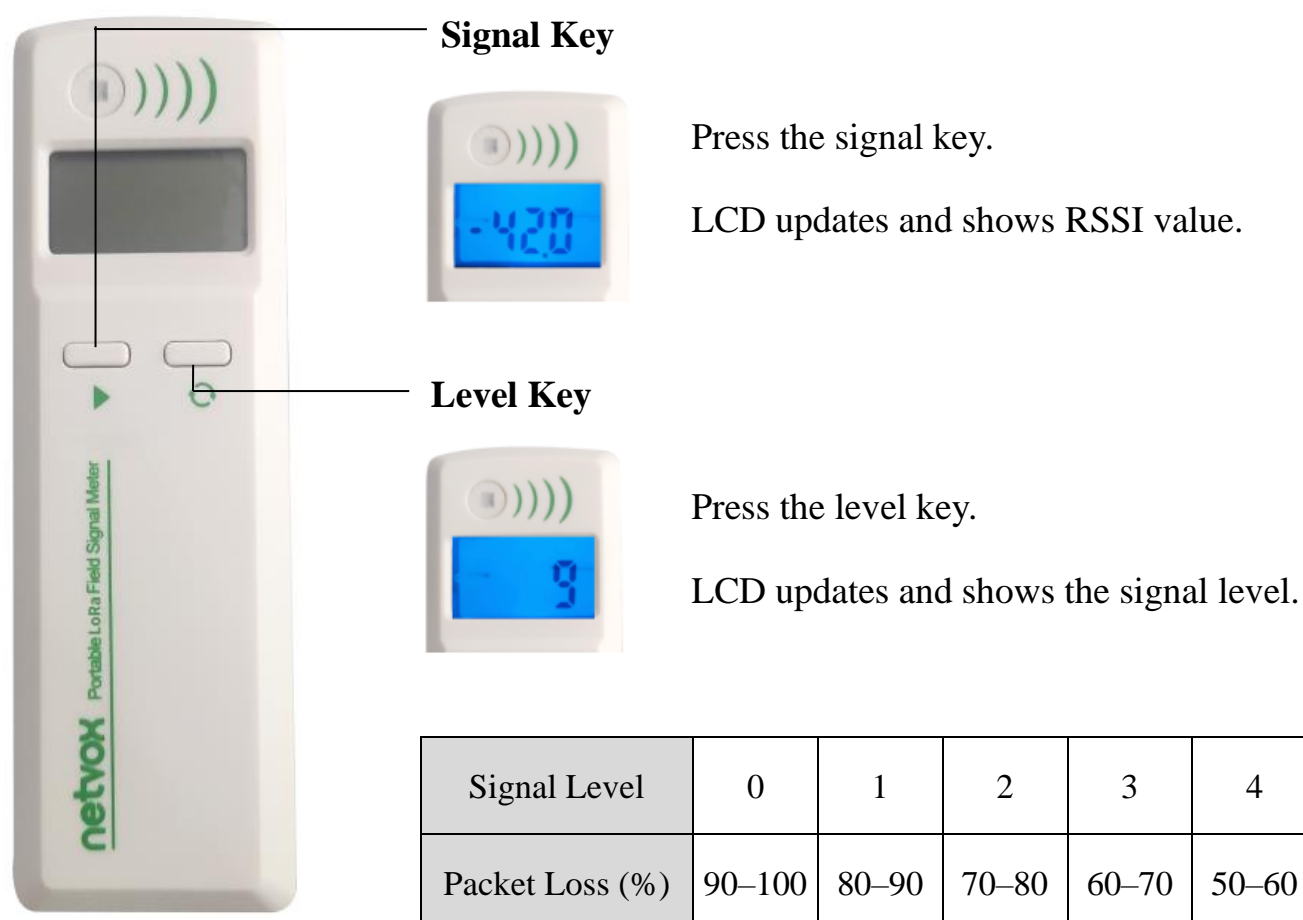 Signal Key
-42.0
Press the signal key.
LCD updates and shows RSSI value.
Level Key
9
Press the level key.
LCD updates and shows the signal level.
netvox Portable LoRa Field Signal Meter
Signal Level 0 1 2 3 4
Packet Loss (%) 90–100 80–90 70–80 60–70 50–60